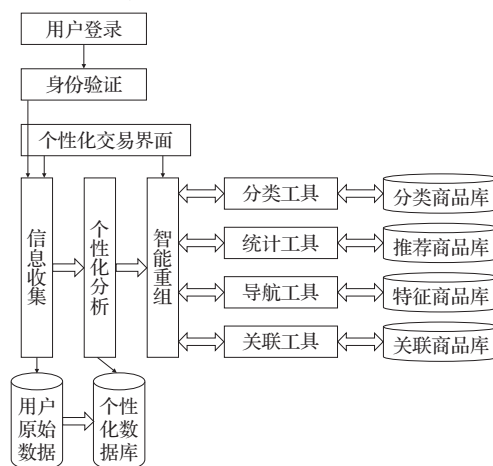 用户登录
身份验证
个性化交易界面
信息收集
个性化分析
智能重组
分类工具
分类商品库
统计工具
推荐商品库
导航工具
特征商品库
关联工具
关联商品库
用户
原始
数据
个性
化数
据库